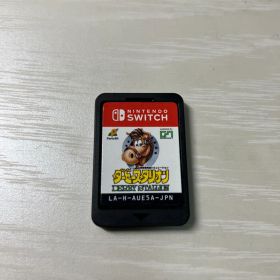 NINTENDO
SWITCH
ダービースタリオン
DERBY STALLION
LA-H-AUE5A-JPN